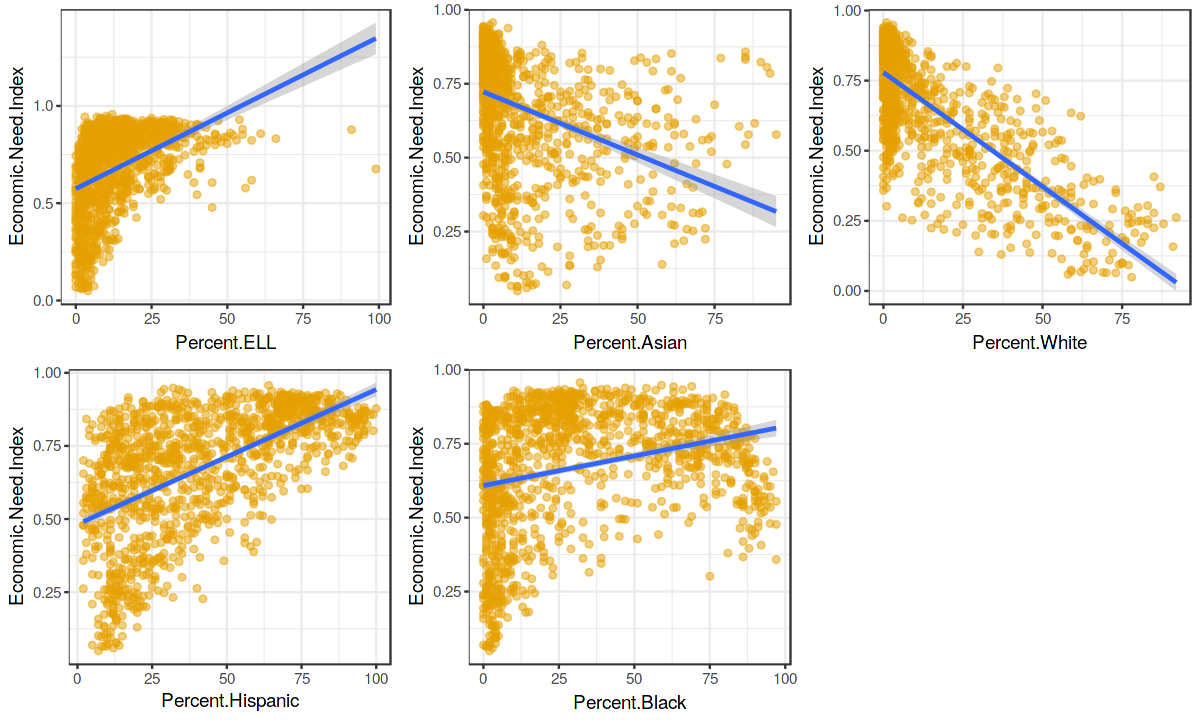 Economic.Need.Index
1.0
0.5
0.0
0 25 50 75 100
Percent.ELL
Economic.Need.Index
1.00
0.75
0.50
0.25
0 25 50 75
Percent.Asian
Economic.Need.Index
1.00
0.75
0.50
0.25
0.00
0 25 50 75
Percent.White
Economic.Need.Index
1.00
0.75
0.50
0.25
0 25 50 75 100
Percent.Hispanic
Economic.Need.Index
1.00
0.75
0.50
0.25
0 25 50 75 100
Percent.Black